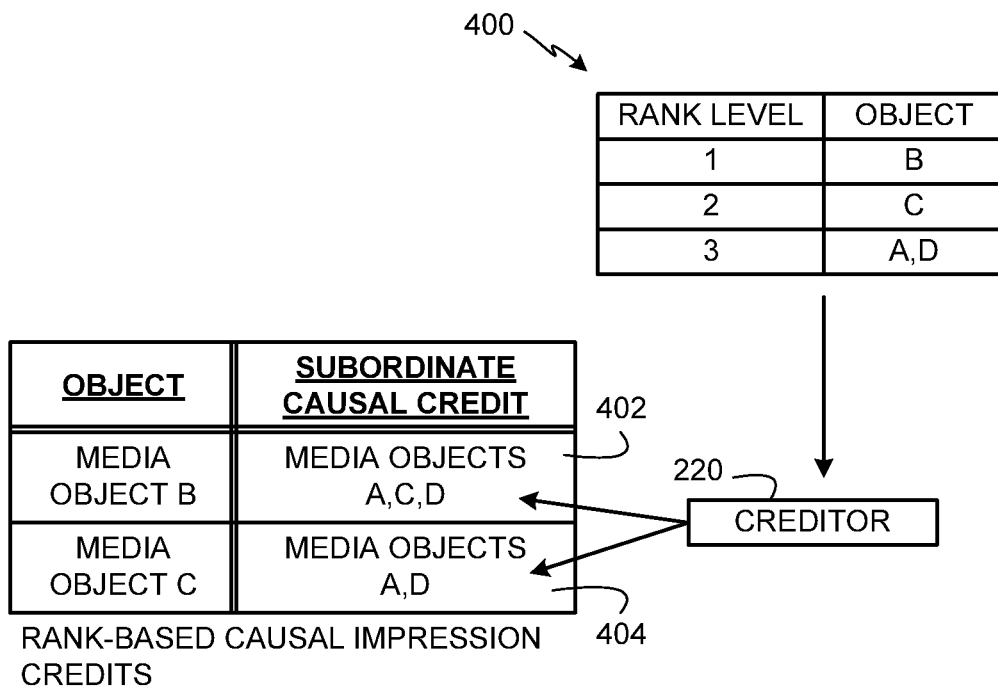 400
RANK LEVEL OBJECT
1 B
2 C
3 A,D
OBJECT SUBORDINATE
CAUSAL CREDIT
402
MEDIA MEDIA OBJECTS
OBJECT B A,C,D
220
CREDITOR
MEDIA MEDIA OBJECTS
OBJECT C A,D
404
RANK-BASED CAUSAL IMPRESSION
CREDITS